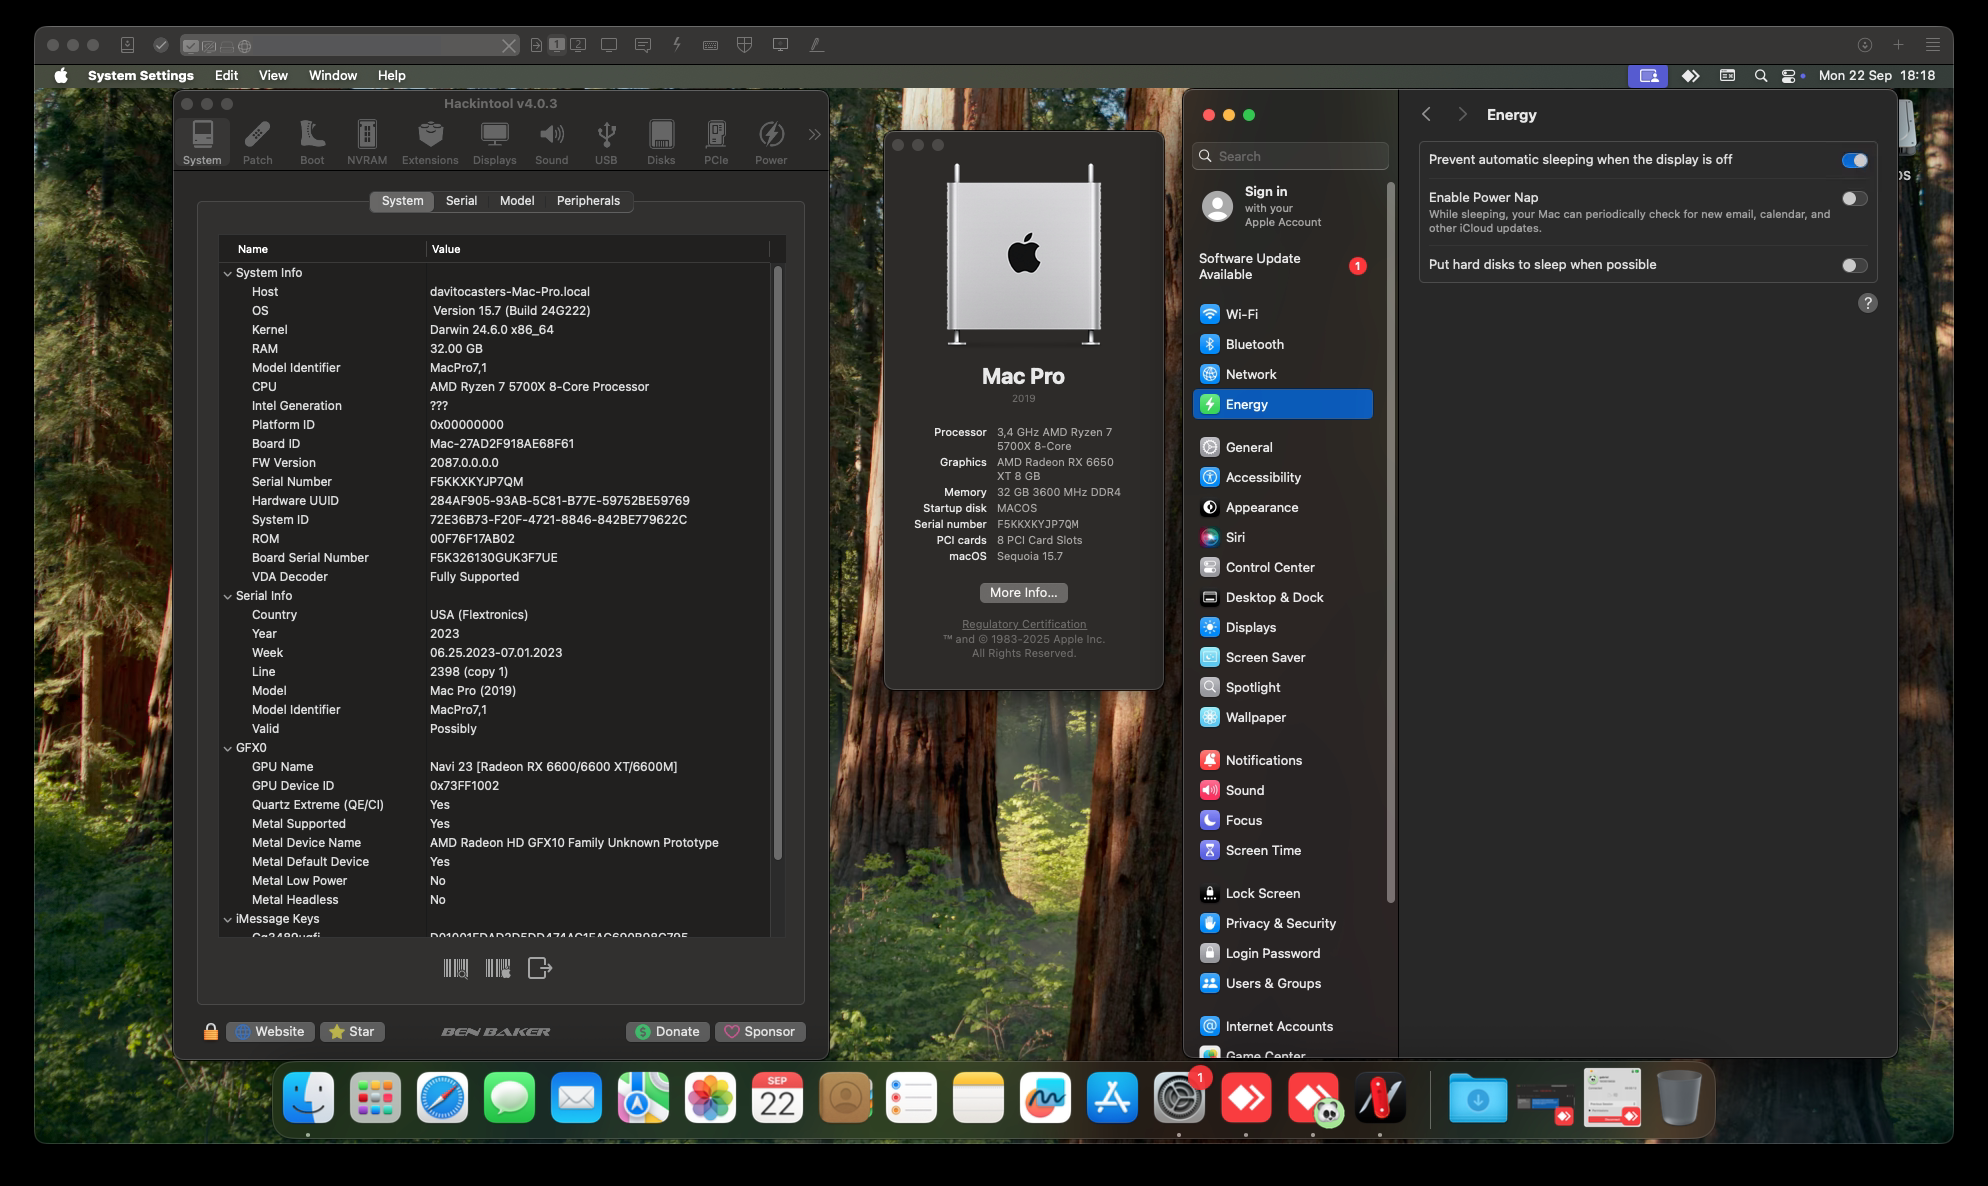 1
2
System Settings
Edit
View
Window
Help
Mon 22 Sep 18:18
Hackintool v4.0.3
System
Patch
Boot
NVRAM
Extensions
Displays
Sound
USB
Disks
PCIe
Power
System
Serial
Model
Peripherals
Name
Value
System Info
Host
davitocasters-Mac-Pro.local
OS
Version 15.7 (Build 24G222)
Kernel
Darwin 24.6.0 x86_64
RAM
32.00 GB
Model Identifier
MacPro7,1
CPU
AMD Ryzen 7 5700X 8-Core Processor
Intel Generation
???
Platform ID
0x00000000
Board ID
Mac-27AD2F918AE68F61
FW Version
2087.0.0.0.0
Serial Number
F5KKXKYJP7QM
Hardware UUID
284AF905-93AB-5C81-B77E-59752BE59769
System ID
72E36B73-F20F-4721-8846-842BE779622C
ROM
00F76F17AB02
Board Serial Number
F5K326130GUK3F7UE
VDA Decoder
Fully Supported
Serial Info
Country
USA (Flextronics)
Year
2023
Week
06.25.2023-07.01.2023
Line
2398 (copy 1)
Model
Mac Pro (2019)
Model Identifier
MacPro7,1
Valid
Possibly
GFX0
GPU Name
Navi 23 [Radeon RX 6600/6600 XT/6600M]
GPU Device ID
0x73FF1002
Quartz Extreme (QE/CI)
Yes
Metal Supported
Yes
Metal Device Name
AMD Radeon HD GFX10 Family Unknown Prototype
Metal Default Device
Yes
Metal Low Power
No
Metal Headless
No
iMessage Keys
Website
Star
BEN BAKER
Donate
Sponsor
Mac Pro
2019
Processor
3,4 GHz AMD Ryzen 7
5700X 8-Core
Graphics
AMD Radeon RX 6650
XT 8 GB
Memory
32 GB 3600 MHz DDR4
Startup disk
MACOS
Serial number
F5KKXKYJP7QM
PCI cards
8 PCI Card Slots
macOS
Sequoia 15.7
More Info...
Regulatory Certification
™ and © 1983-2025 Apple Inc.
All Rights Reserved.
Search
Sign in
with your
Apple Account
Software Update
Available
1
Wi-Fi
Bluetooth
Network
Energy
General
Accessibility
Appearance
Siri
Control Center
Desktop & Dock
Displays
Screen Saver
Spotlight
Wallpaper
Notifications
Sound
Focus
Screen Time
Lock Screen
Privacy & Security
Login Password
Users & Groups
Internet Accounts
Game Center
Energy
Prevent automatic sleeping when the display is off
Enable Power Nap
While sleeping, your Mac can periodically check for new email, calendar, and
other iCloud updates.
Put hard disks to sleep when possible
?
OS
SEP
22
1